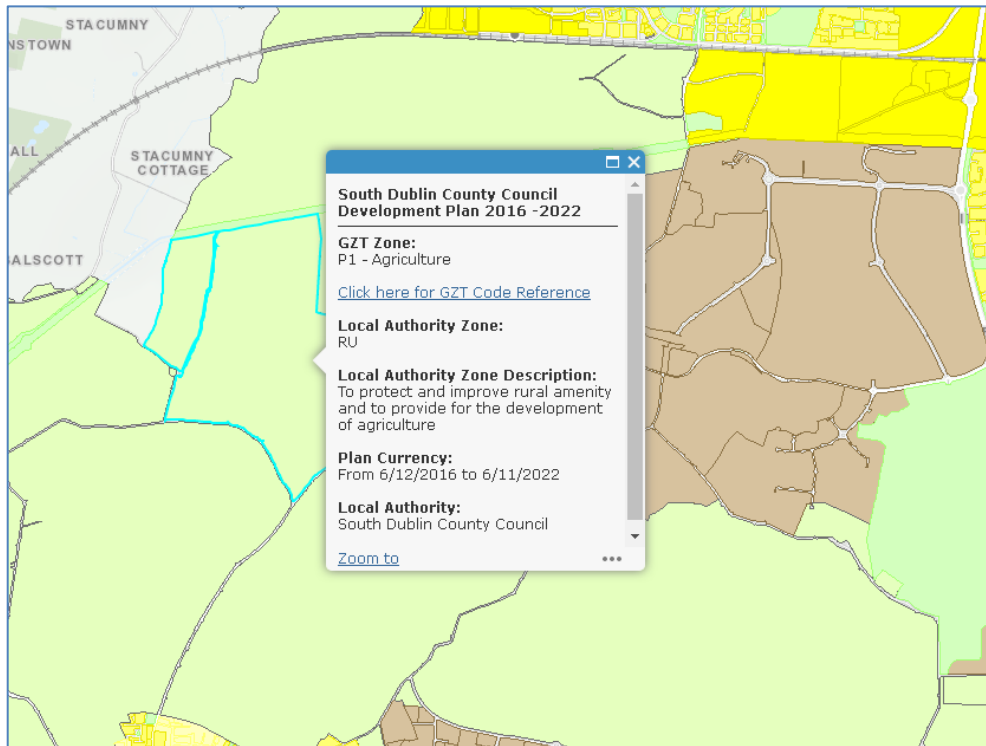 STACUMNY
NSTOWN
ALL
STACUMNY
COTTAGE
BALSCOTT
South Dublin County Council
Development Plan 2016 -2022
GZT Zone:
P1 - Agriculture
Click here for GZT Code Reference
Local Authority Zone:
RU
Local Authority Zone Description:
To protect and improve rural amenity
and to provide for the development
of agriculture
Plan Currency:
From 6/12/2016 to 6/11/2022
Local Authority:
South Dublin County Council
Zoom to